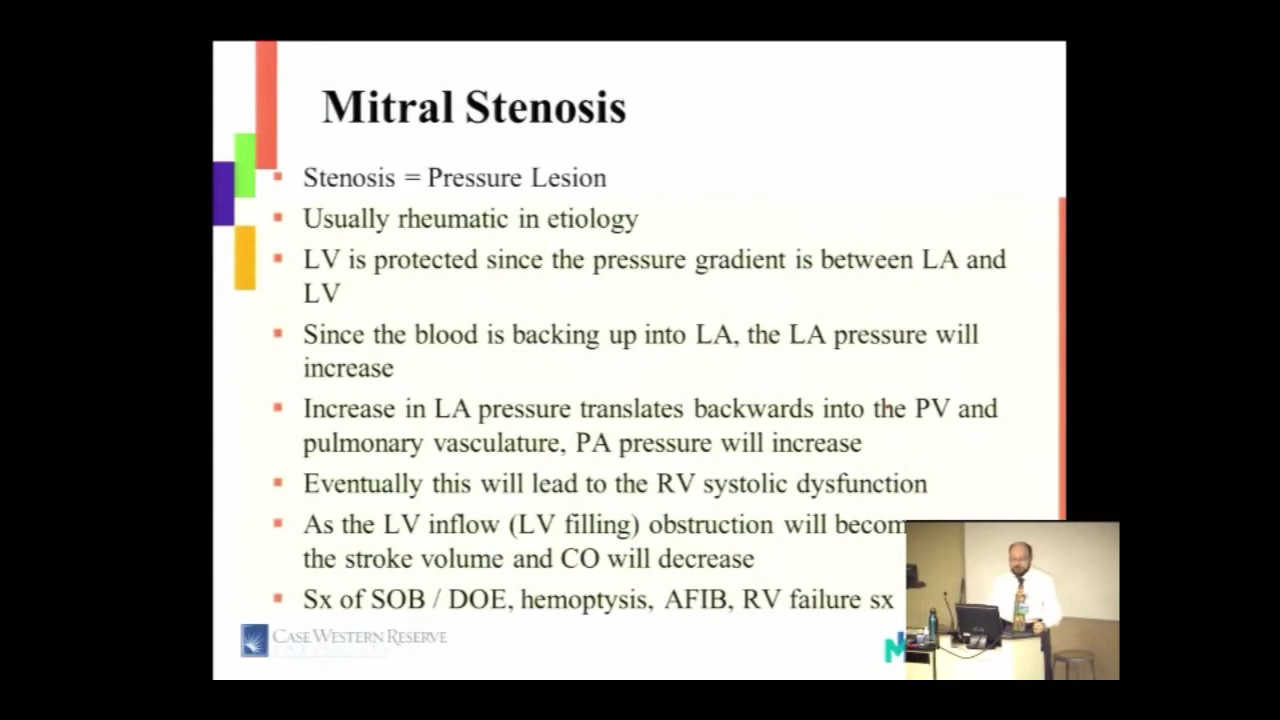 Mitral Stenosis
Stenosis = Pressure Lesion
Usually rheumatic in etiology
LV is protected since the pressure gradient is between LA and
LV
Since the blood is backing up into LA, the LA pressure will
increase
Increase in LA pressure translates backwards into the PV and
pulmonary vasculature, PA pressure will increase
Eventually this will lead to the RV systolic dysfunction
As the LV inflow (LV filling) obstruction will
the stroke volume and CO will decrease
Sx of SOB / DOE, hemoptysis, AFIB, RV failure sx
CASE WESTERN RESERVE